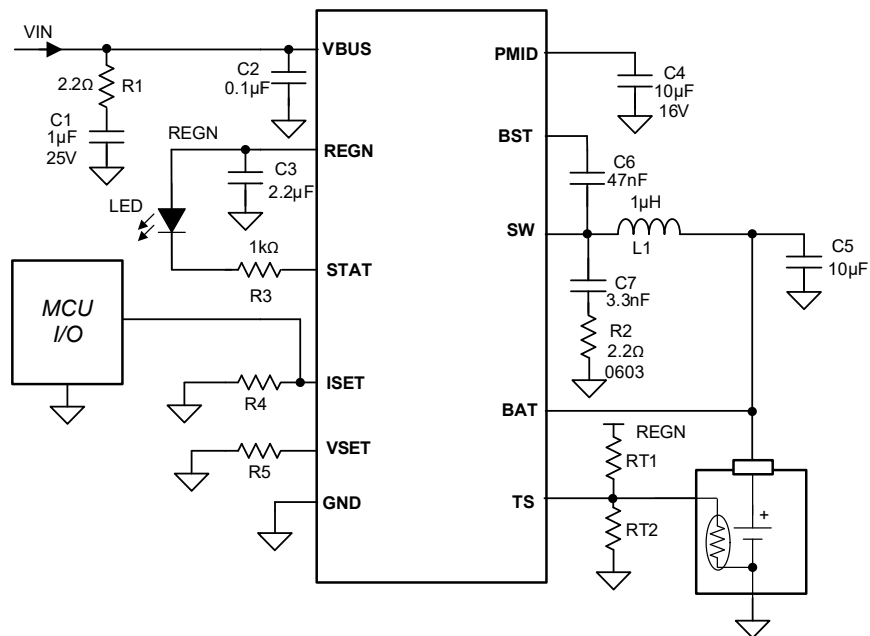 VIN
VBUS
PMID
2.2Ω
R1
C2
0.1µF
C4
10µF
16V
C1
1µF
25V
REGN
REGN
BST
C3
2.2µF
C6
47nF
LED
1µH
SW
L1
C5
10µF
1kΩ
R3
STAT
C7
3.3nF
MCU
I/O
R2
2.2Ω
0603
R4
ISET
BAT
REGN
R5
VSET
RT1
GND
TS
RT2
+